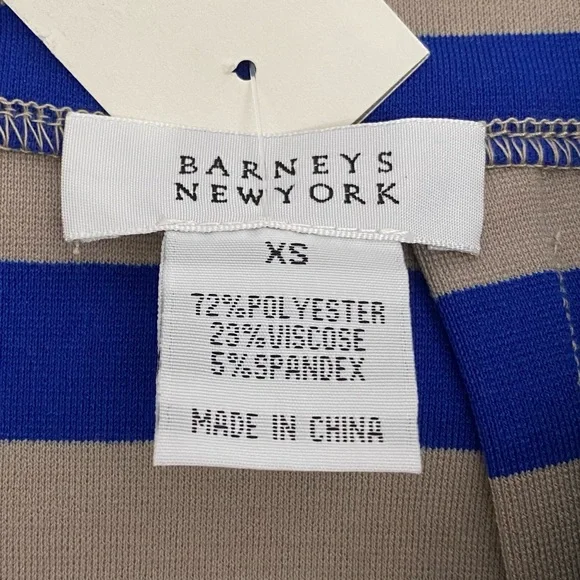 BARNEYS
NEWYORK
XS
72%POLYESTER
23%VISCOSE
5%SPANDEX
MADE IN CHINA